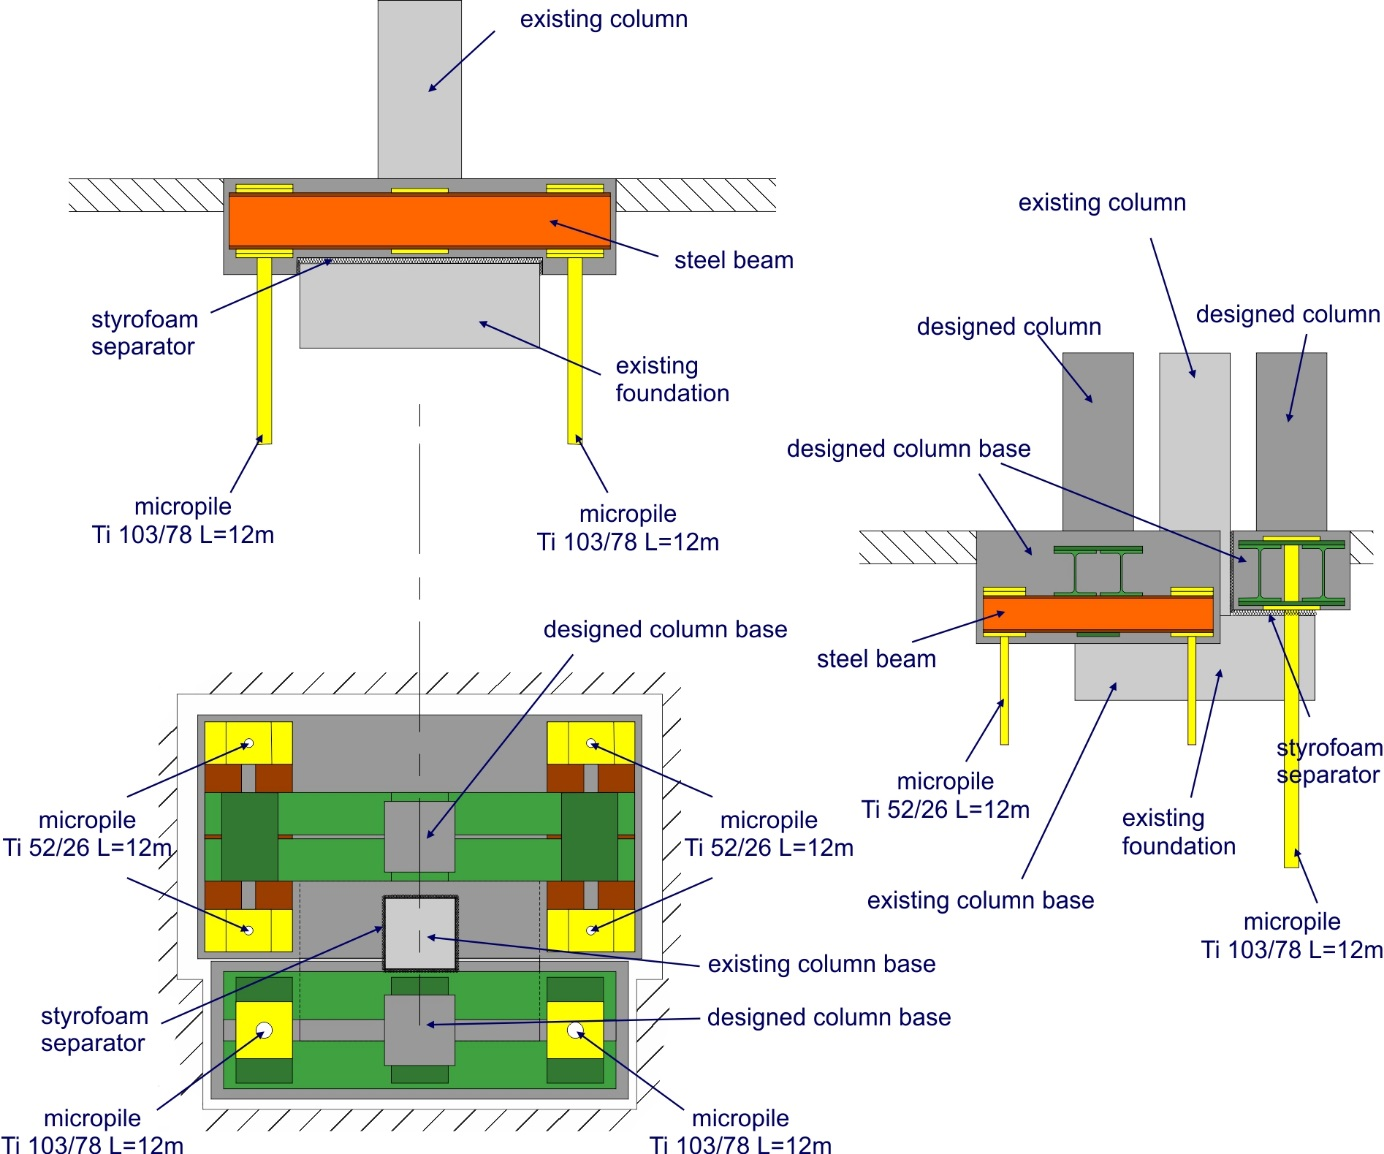 existing column
steel beam
styrofoam
separator
existing
foundation
micropile
Ti 103/78 L=12m
micropile
Ti 103/78 L=12m
existing column
designed column
designed column
designed column base
steel beam
micropile
Ti 52/26 L=12m
styrofoam
separator
existing
foundation
existing column base
micropile
Ti 103/78 L=12m
designed column base
micropile
Ti 52/26 L=12m
micropile
Ti 52/26 L=12m
existing column base
styrofoam
separator
designed column base
micropile
Ti 103/78 L=12m
micropile
Ti 103/78 L=12m